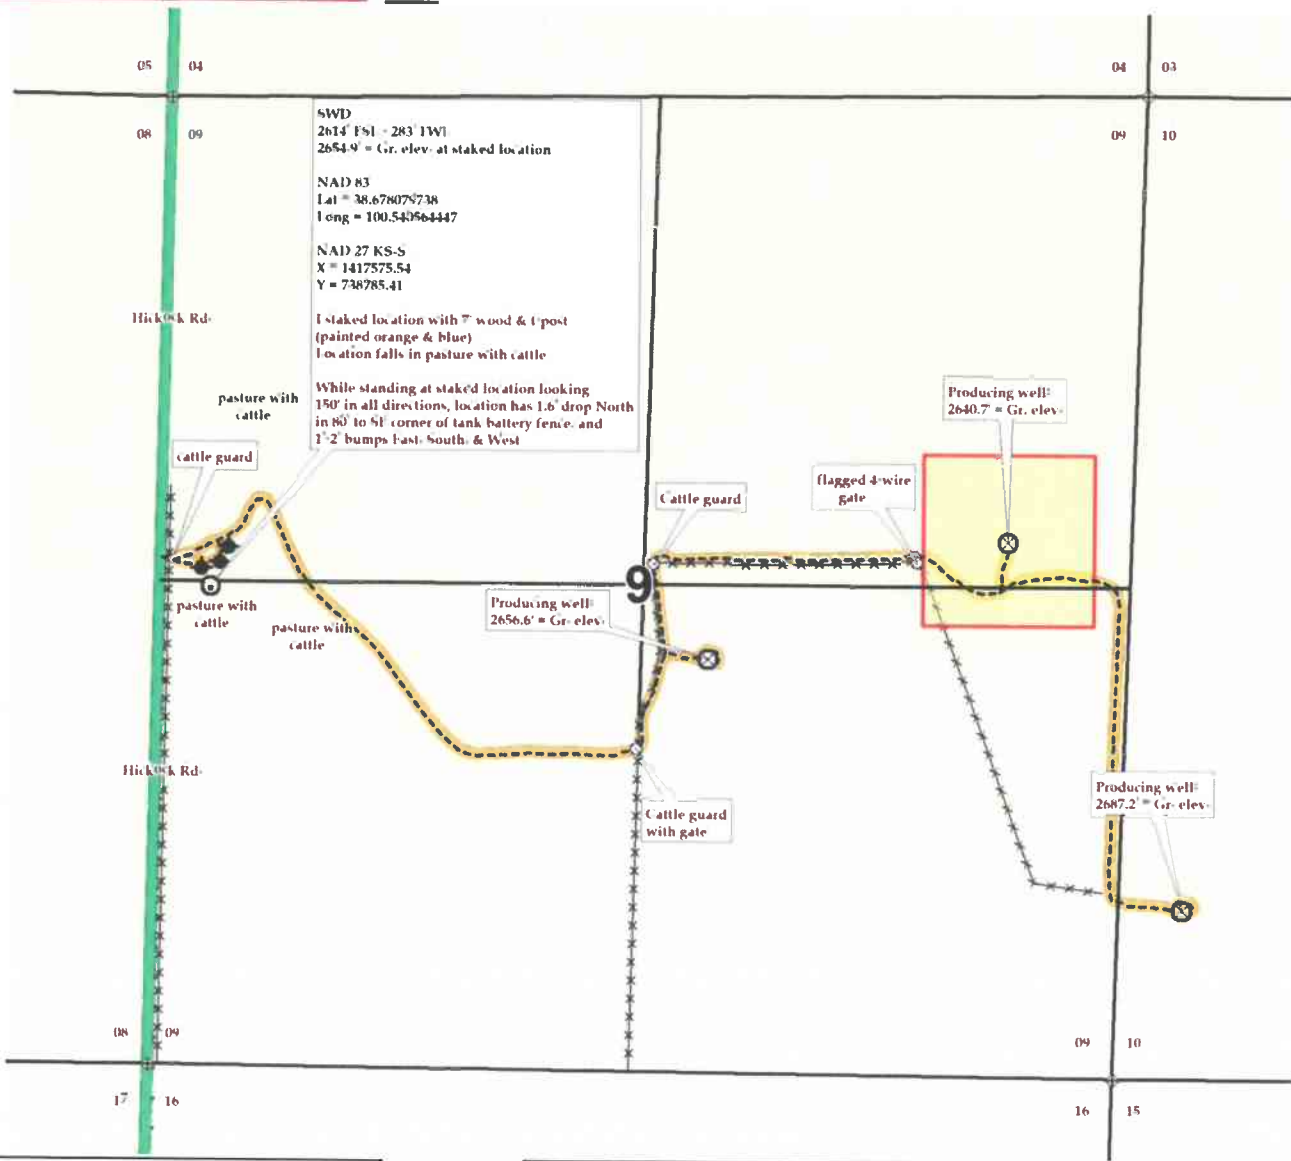 05 04
04 03
08 09
09 10
SWD
2614' FSL - 283' FWL
2654.9' = Gr. elev. at staked location
NAD 83
Lat = 38.678079738
Long = 100.540564447
NAD 27 KS-S
X = 1417575.54
Y = 738785.41
I staked location with 7' wood & t-post
(painted orange & blue)
Location falls in pasture with cattle
While standing at staked location looking
150' in all directions, location has 1.6' drop North
in 80' to SE corner of tank battery fence, and
1'-2' bumps East, South, & West
Hickock Rd.
pasture with
cattle
cattle guard
Producing well:
2640.7' = Gr. elev.
flagged 4-wire
gate
Cattle guard
9
pasture with
cattle
pasture with
cattle
Producing well:
2656.6' = Gr. elev.
Hickock Rd.
Cattle guard
with gate
Producing well:
2687.2' = Gr. elev.
08 09
09 10
17 16
16 15